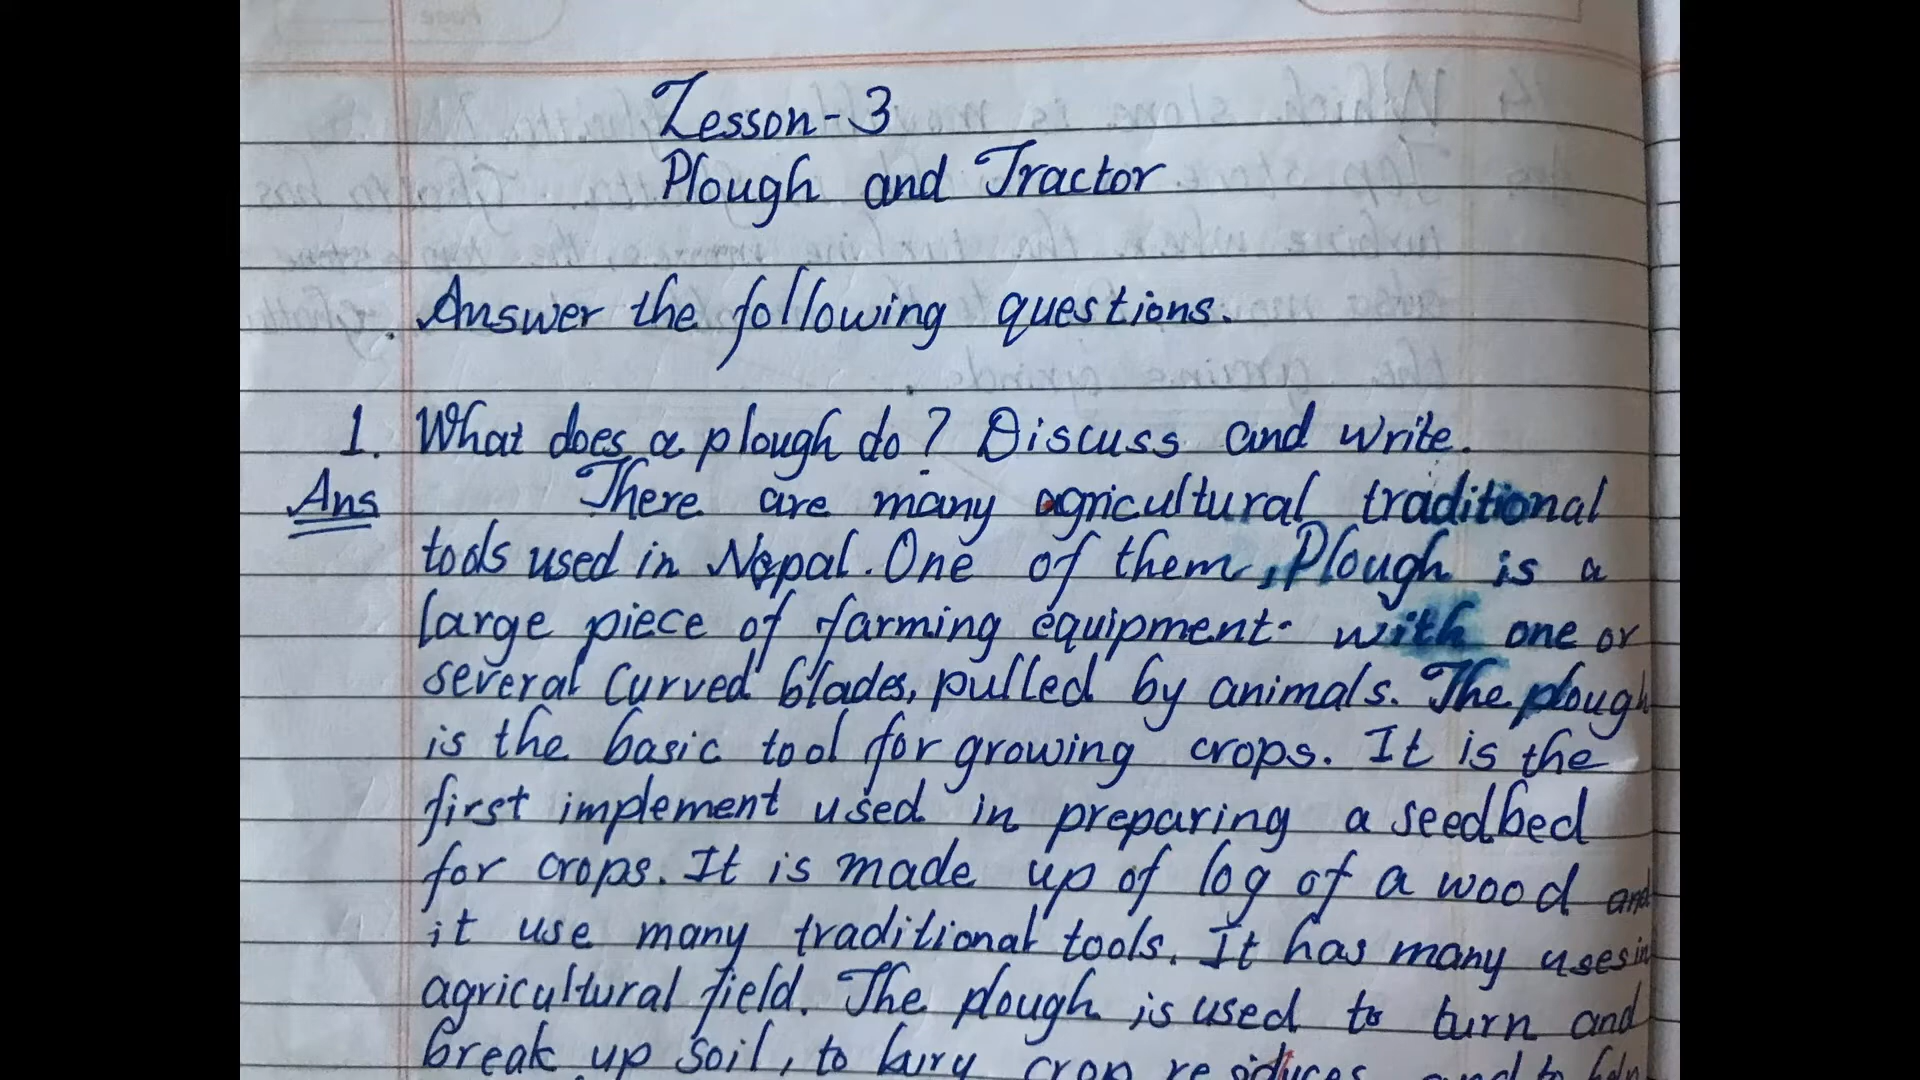 Lesson-3
Plough and Tractor
Answer the following questions.
1. What does a plough do? Discuss and write.
Ans There are many agricultural traditional
tools used in Nepal. One of them, Plough is a
large piece of farming equipment- with one or
several curved blades, pulled by animals. The plough
is the basic tool for growing crops. It is the
first implement used in preparing a seedbed
for crops. It is made up of log of a wood and
it use many traditional tools. It has many uses in
agricultural field. The plough is used to turn and
break up soil, to bury crop residuces and to